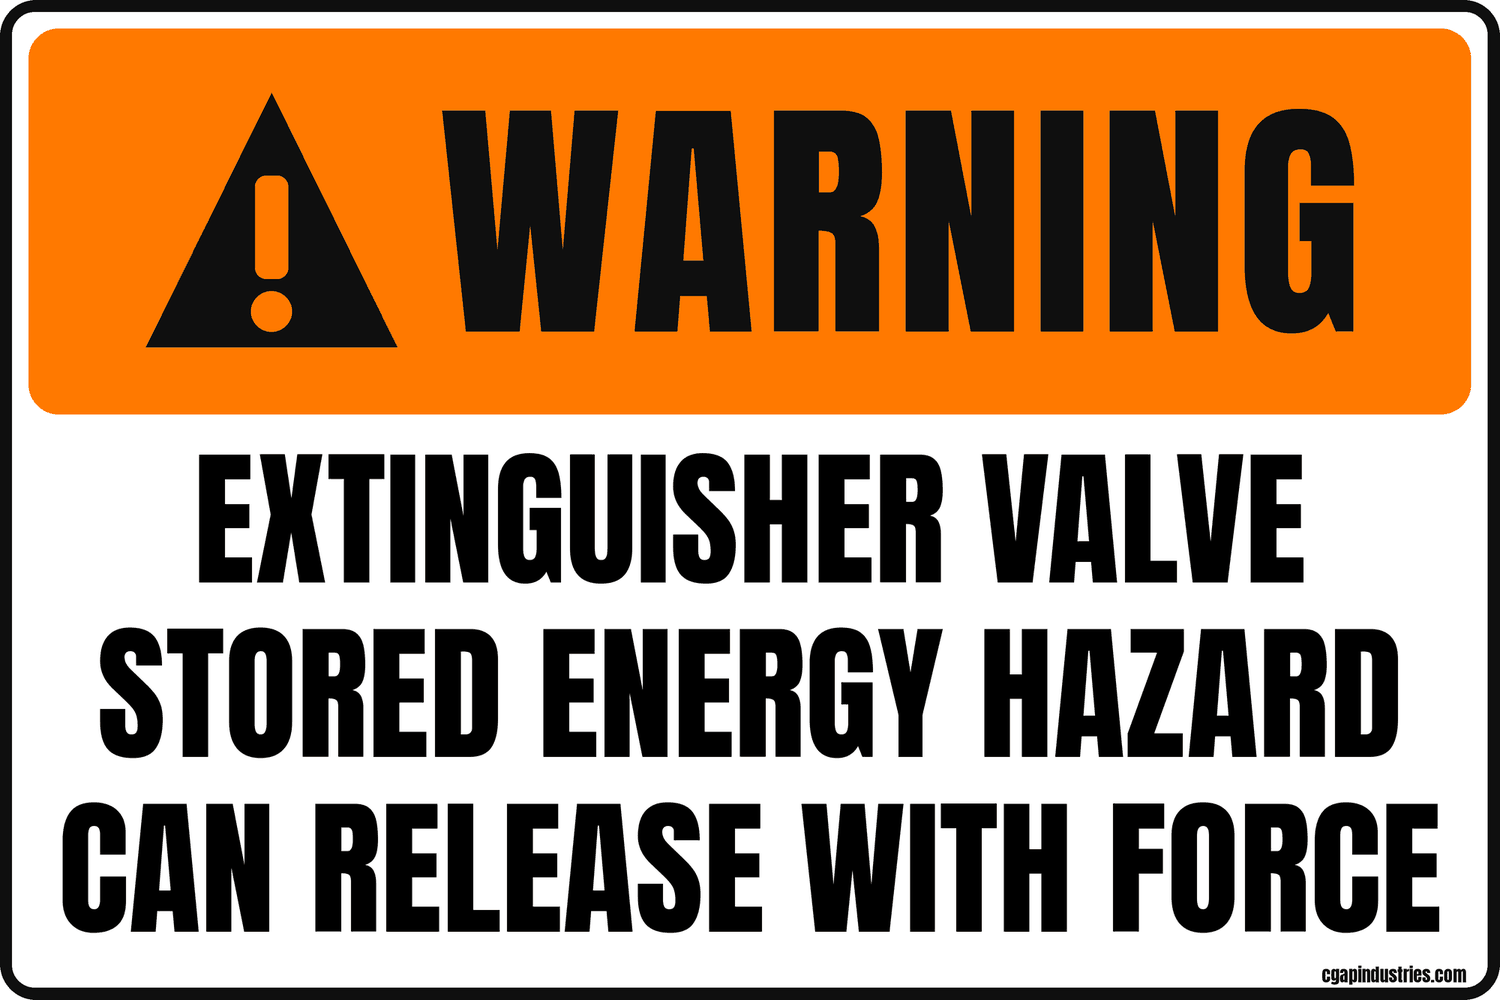 WARNING
EXTINGUISHER VALVE
STORED ENERGY HAZARD
CAN RELEASE WITH FORCE
cgapindustries.com